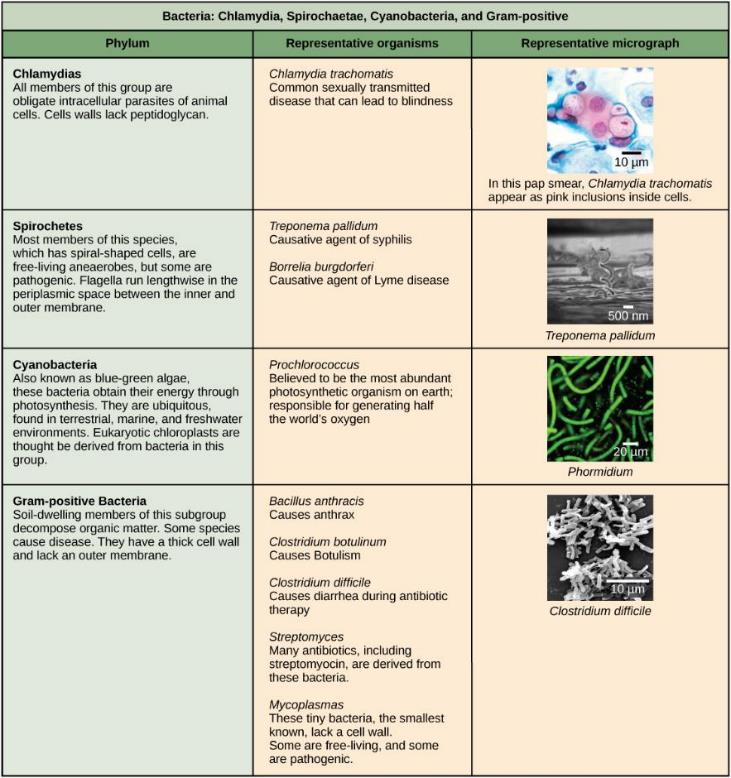 Bacteria: Chlamydia, Spirochaetae, Cyanobacteria, and Gram-positive
Phylum
Representative organisms
Representative micrograph
Chlamydias
All members of this group are
obligate intracellular parasites of animal
cells. Cells walls lack peptidoglycan.
Chlamydia trachomatis
Common sexually transmitted
disease that can lead to blindness
10 µm
In this pap smear, Chlamydia trachomatis
appear as pink inclusions inside cells.
Spirochetes
Most members of this species,
which has spiral-shaped cells, are
free-living aneaerobes, but some are
pathogenic. Flagella run lengthwise in the
periplasmic space between the inner and
outer membrane.
Treponema pallidum
Causative agent of syphilis
Borrelia burgdorferi
Causative agent of Lyme disease
500 nm
Treponema pallidum
Cyanobacteria
Also known as blue-green algae,
these bacteria obtain their energy through
photosynthesis. They are ubiquitous,
found in terrestrial, marine, and freshwater
environments. Eukaryotic chloroplasts are
thought be derived from bacteria in this
group.
Prochlorococcus
Believed to be the most abundant
photosynthetic organism on earth;
responsible for generating half
the world's oxygen
20 µm
Phormidium
Gram-positive Bacteria
Soil-dwelling members of this subgroup
decompose organic matter. Some species
cause disease. They have a thick cell wall
and lack an outer membrane.
Bacillus anthracis
Causes anthrax
Clostridium botulinum
Causes Botulism
Clostridium difficile
Causes diarrhea during antibiotic
therapy
Streptomyces
Many antibiotics, including
streptomyocin, are derived from
these bacteria.
Mycoplasmas
These tiny bacteria, the smallest
known, lack a cell wall.
Some are free-living, and some
are pathogenic.
10 µm
Clostridium difficile